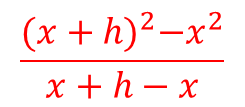 (x + h)²−x²
x + h − x